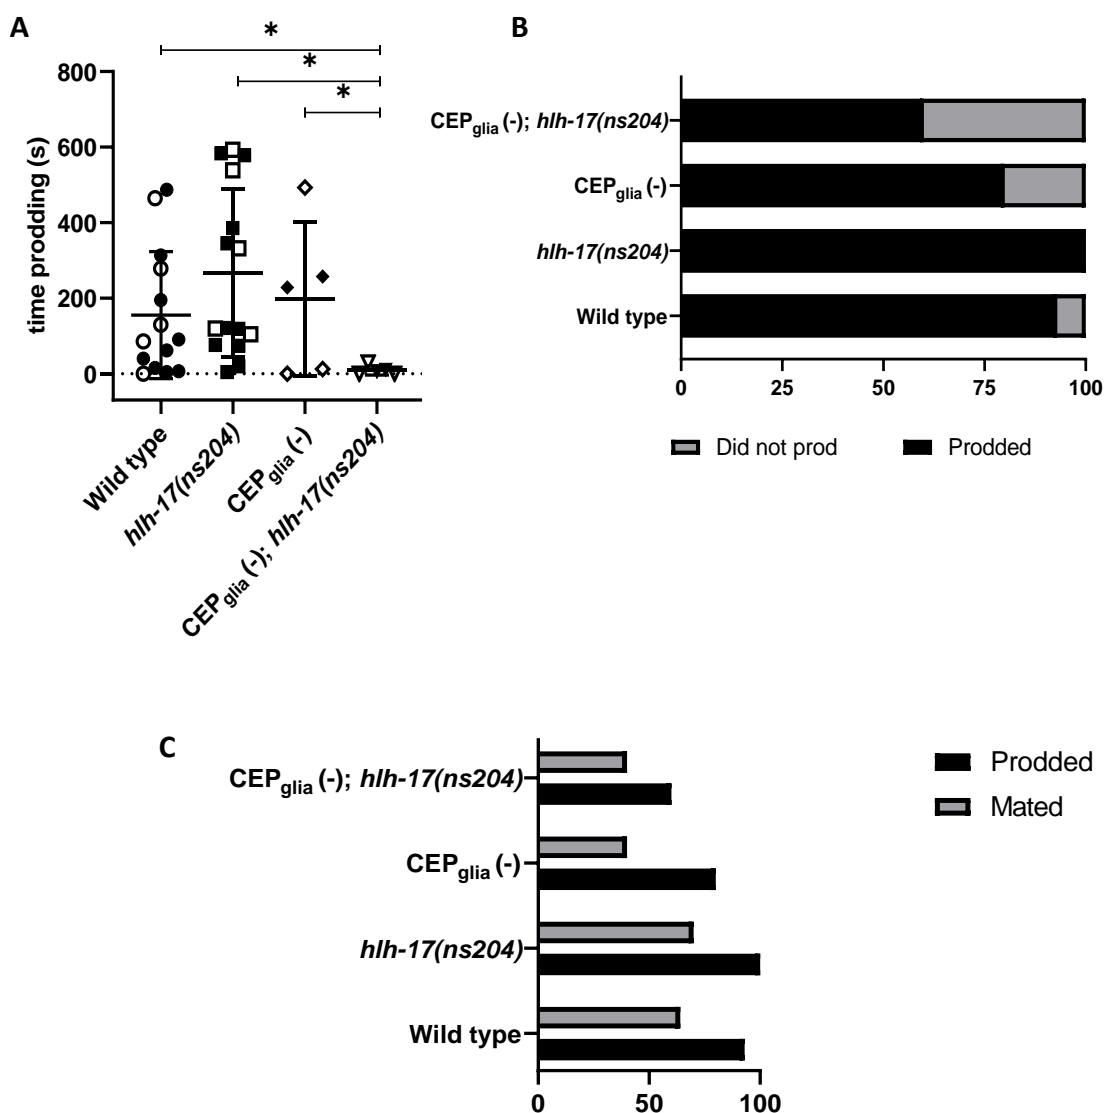 A
*
*
*
800
600
400
200
0
time prodding (s)
Wild type
hlh-17(ns204)
CEPglia (-)
CEPglia (-); hlh-17(ns204)
B
CEPglia (-); hlh-17(ns204)
CEPglia (-)
hlh-17(ns204)
Wild type
0 25 50 75 100
Did not prod Prodded
C
CEPglia (-); hlh-17(ns204)
CEPglia (-)
hlh-17(ns204)
Wild type
0 50 100
Prodded
Mated